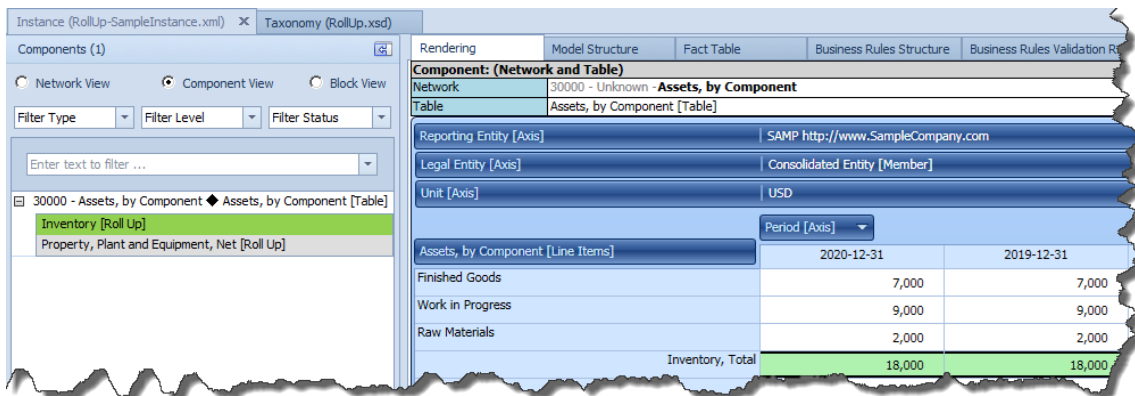 Instance (RollUp-SampleInstance.xml) X Taxonomy (RollUp.xsd)
Components (1)
Network View Component View Block View
Filter Type Filter Level Filter Status
Enter text to filter ...
30000 - Assets, by Component ◆ Assets, by Component [Table]
Inventory [Roll Up]
Property, Plant and Equipment, Net [Roll Up]
Rendering Model Structure Fact Table Business Rules Structure Business Rules Validation R
Component: (Network and Table)
Network 30000 - Unknown -Assets, by Component
Table Assets, by Component [Table]
Reporting Entity [Axis] SAMP http://www.SampleCompany.com
Legal Entity [Axis] Consolidated Entity [Member]
Unit [Axis] USD
Period [Axis]
Assets, by Component [Line Items] 2020-12-31 2019-12-31
Finished Goods 7,000 7,000
Work in Progress 9,000 9,000
Raw Materials 2,000 2,000
Inventory, Total 18,000 18,000